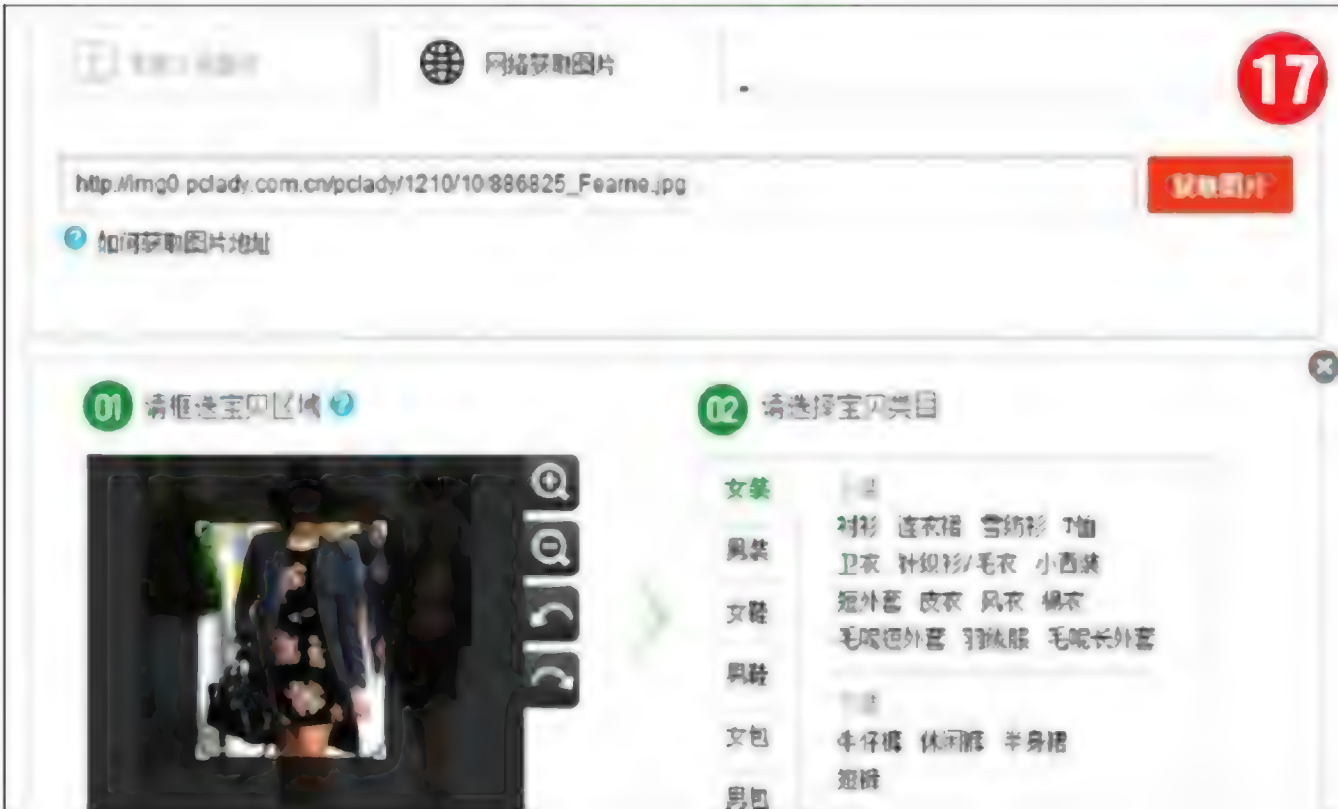 网络获取图片
17
http://img0.pclady.com.cn/pclady/1210/10/886825_Fearne.jpg
获取图片
如何获取图片地址
01 请框选宝贝区域
02 请选择宝贝类目
女装
衬衫 连衣裙 雪纺衫 T恤
男装
卫衣 针织衫/毛衣 小西装
短外套 皮衣 风衣 棉衣
女鞋
毛呢短外套 羽绒服 毛呢长外套
男鞋
女包
牛仔裤 休闲裤 半身裙
短裤
男包